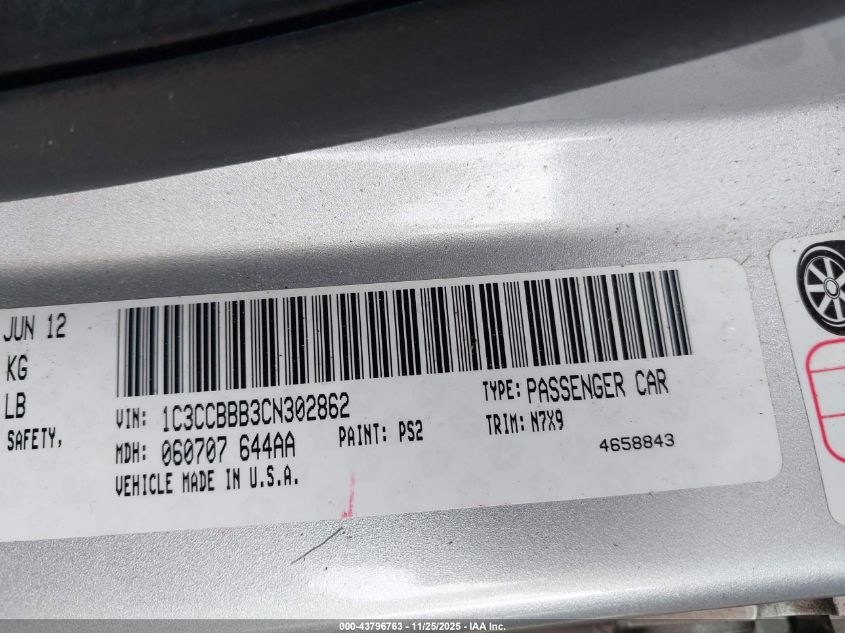 JUN 12
KG
LB
SAFETY,
VIN: 1C3CCBBB3CN302862
TYPE: PASSENGER CAR
MDH: 060707 644AA
PAINT: PS2
TRIM: N7X9
VEHICLE MADE IN U.S.A.
4658843
000-43796763 - 11/25/2025 - IAA Inc.